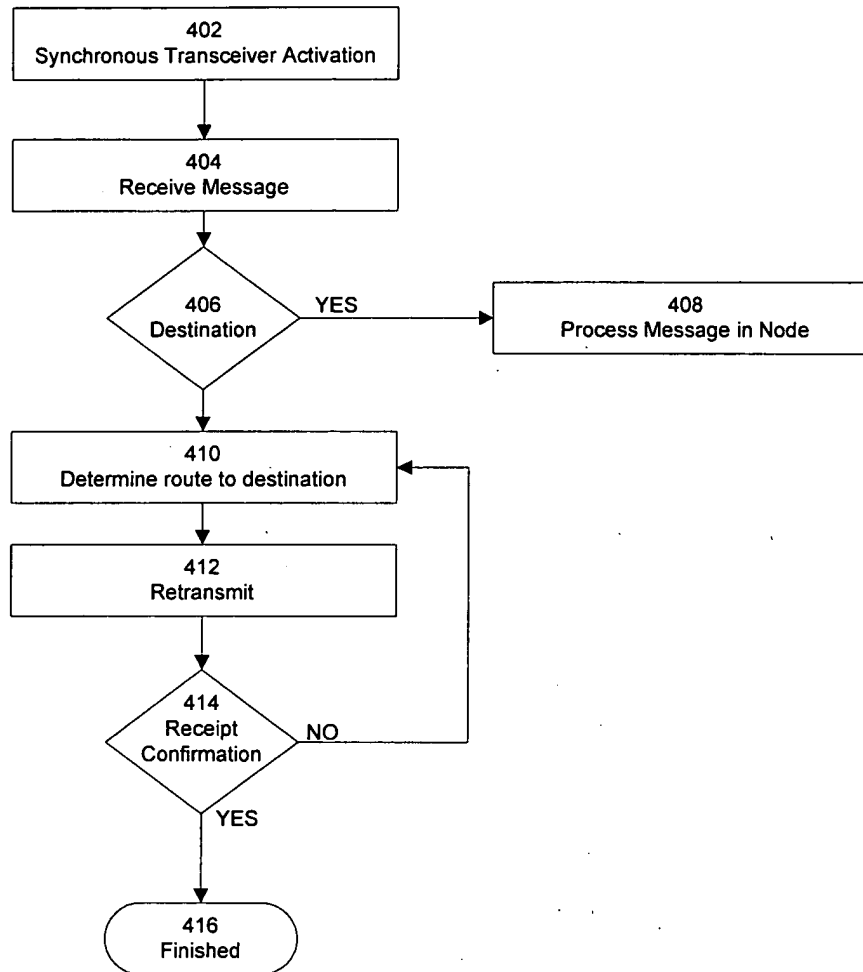 402
Synchronous Transceiver Activation
404
Receive Message
406
Destination
YES
408
Process Message in Node
410
Determine route to destination
412
Retransmit
414
Receipt
Confirmation
NO
YES
416
Finished